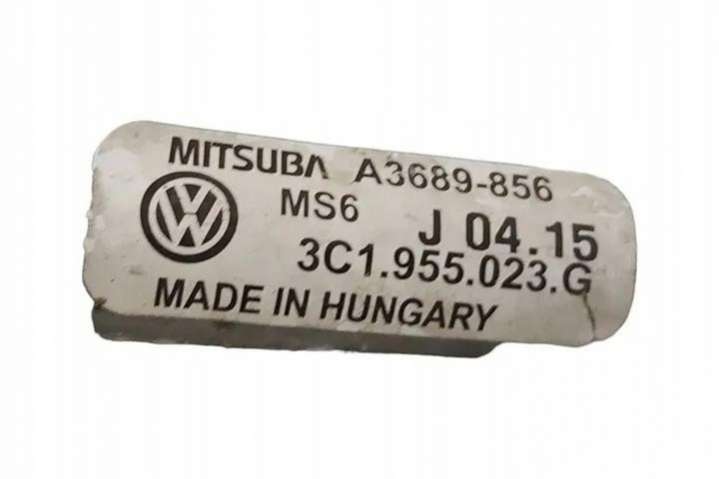 MITSUBA A3689-856
MS6 J 04.15
3C1.955.023.G
MADE IN HUNGARY